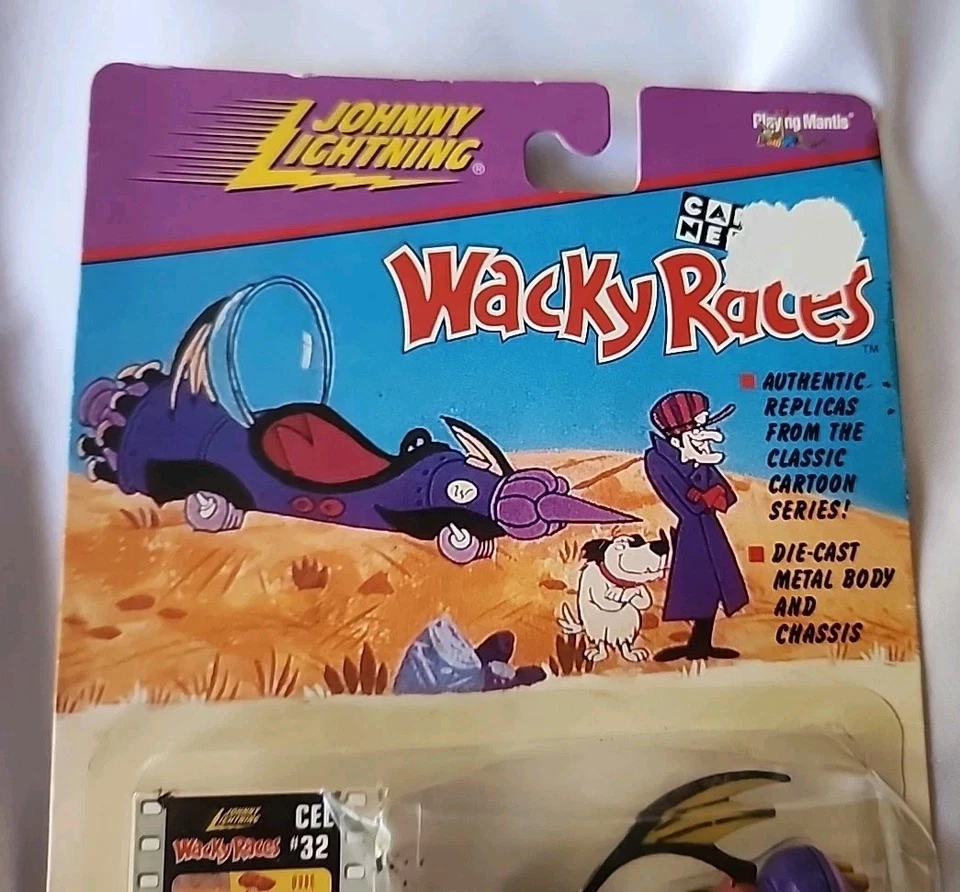 JOHNNY
LIGHTNING®
Playing Mantis®
CA
NE
Wacky Races
TM
AUTHENTIC
REPLICAS
FROM THE
CLASSIC
CARTOON
SERIES!
DIE-CAST
METAL BODY
AND
CHASSIS
W
JOHNNY
LIGHTNING
CEL
Wacky Races #32